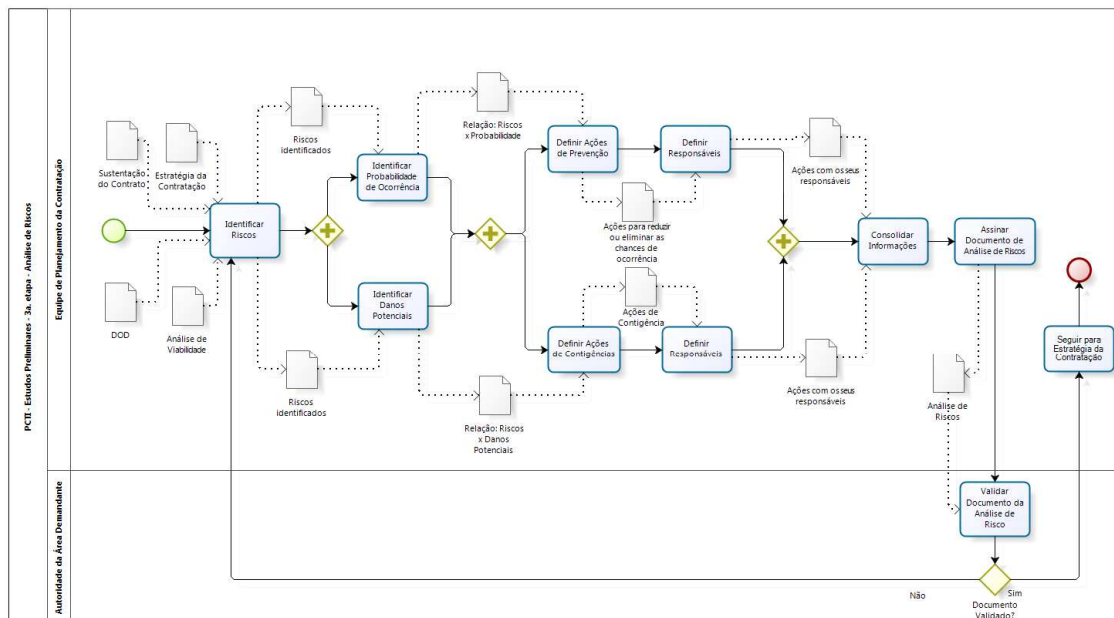 PCTI - Estudos Preliminares - 3a. etapa - Análise de Riscos
Equipe de Planejamento da Contratação
Sustentação
do Contrato
Estratégia da
Contratação
DOD
Análise de
Viabilidade
Identificar
Riscos
Riscos
identificados
Riscos
identificados
Identificar
Probabilidade
de Ocorrência
Identificar
Danos
Potenciais
Relação: Riscos
x Probabilidade
Relação: Riscos
x Danos
Potenciais
Definir Ações
de Prevenção
Definir
Responsáveis
Ações para reduzir
ou eliminar as
chances de
ocorrência
Ações de
Contigência
Definir Ações
de Contigências
Definir
Responsáveis
Ações com os seus
responsáveis
Ações com os seus
responsáveis
Consolidar
Informações
Assinar
Documento de
Análise de Riscos
Análise de
Riscos
Seguir para
Estratégia da
Contratação
Autoridade da Área Demandante
Validar
Documento da
Análise de
Risco
Não
Sim
Documento
Validado?